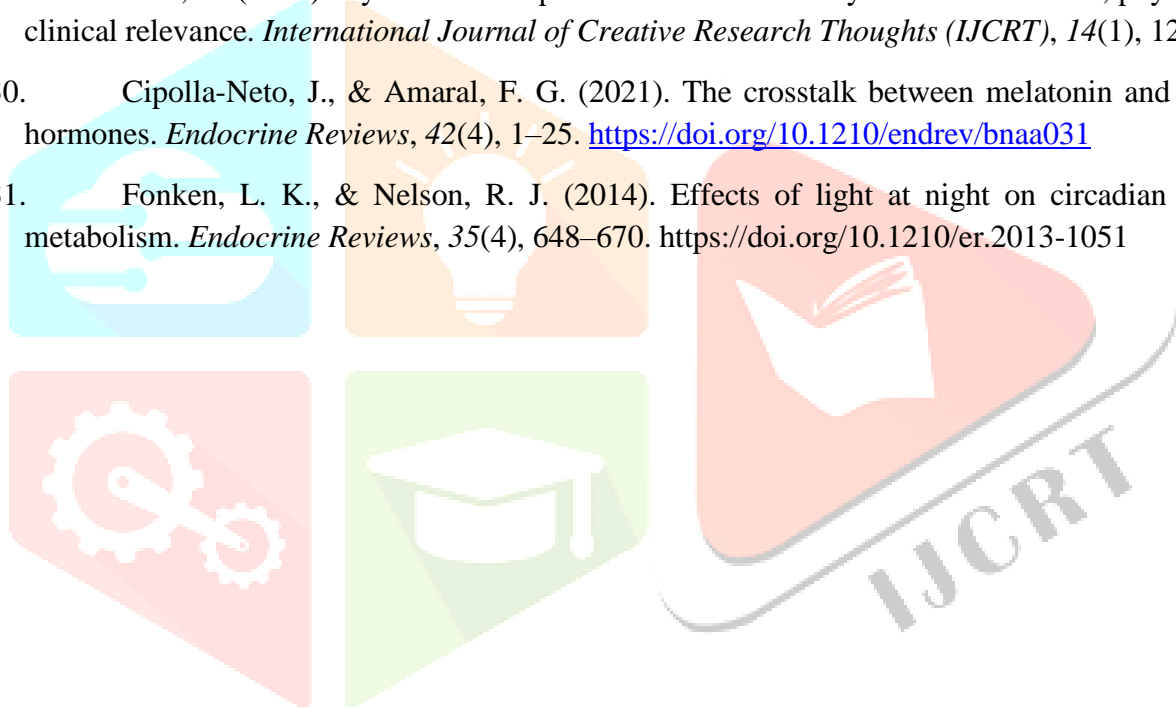 clinical relevance. International Journal of Creative Research Thoughts (IJCRT), 14(1), 12
0. Cipolla-Neto, J., & Amaral, F. G. (2021). The crosstalk between melatonin and
hormones. Endocrine Reviews, 42(4), 1–25. https://doi.org/10.1210/endrev/bnaa031
1. Fonken, L. K., & Nelson, R. J. (2014). Effects of light at night on circadian
metabolism. Endocrine Reviews, 35(4), 648–670. https://doi.org/10.1210/er.2013-1051
IJCRT